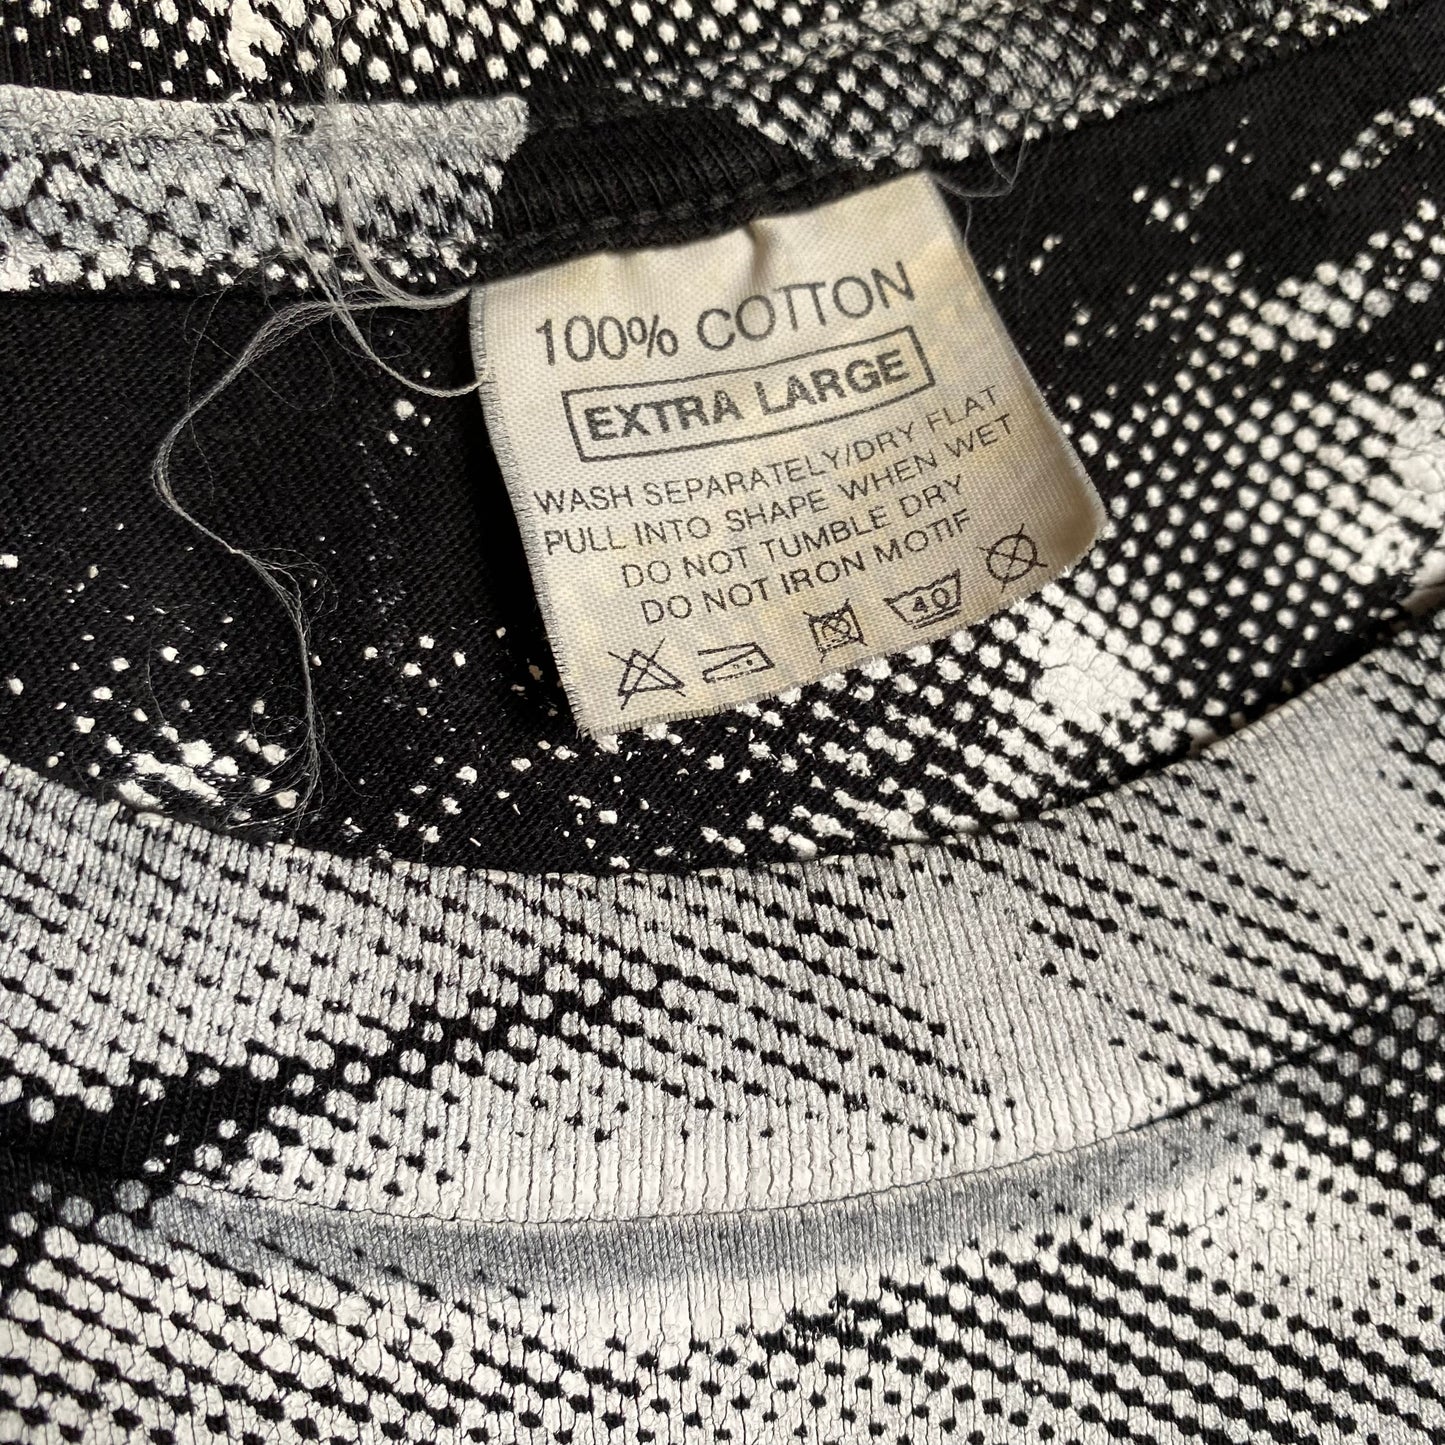 100% COTTON
EXTRA LARGE
WASH SEPARATELY/DRY FLAT
PULL INTO SHAPE WHEN WET
DO NOT TUMBLE DRY
DO NOT IRON MOTIF
40